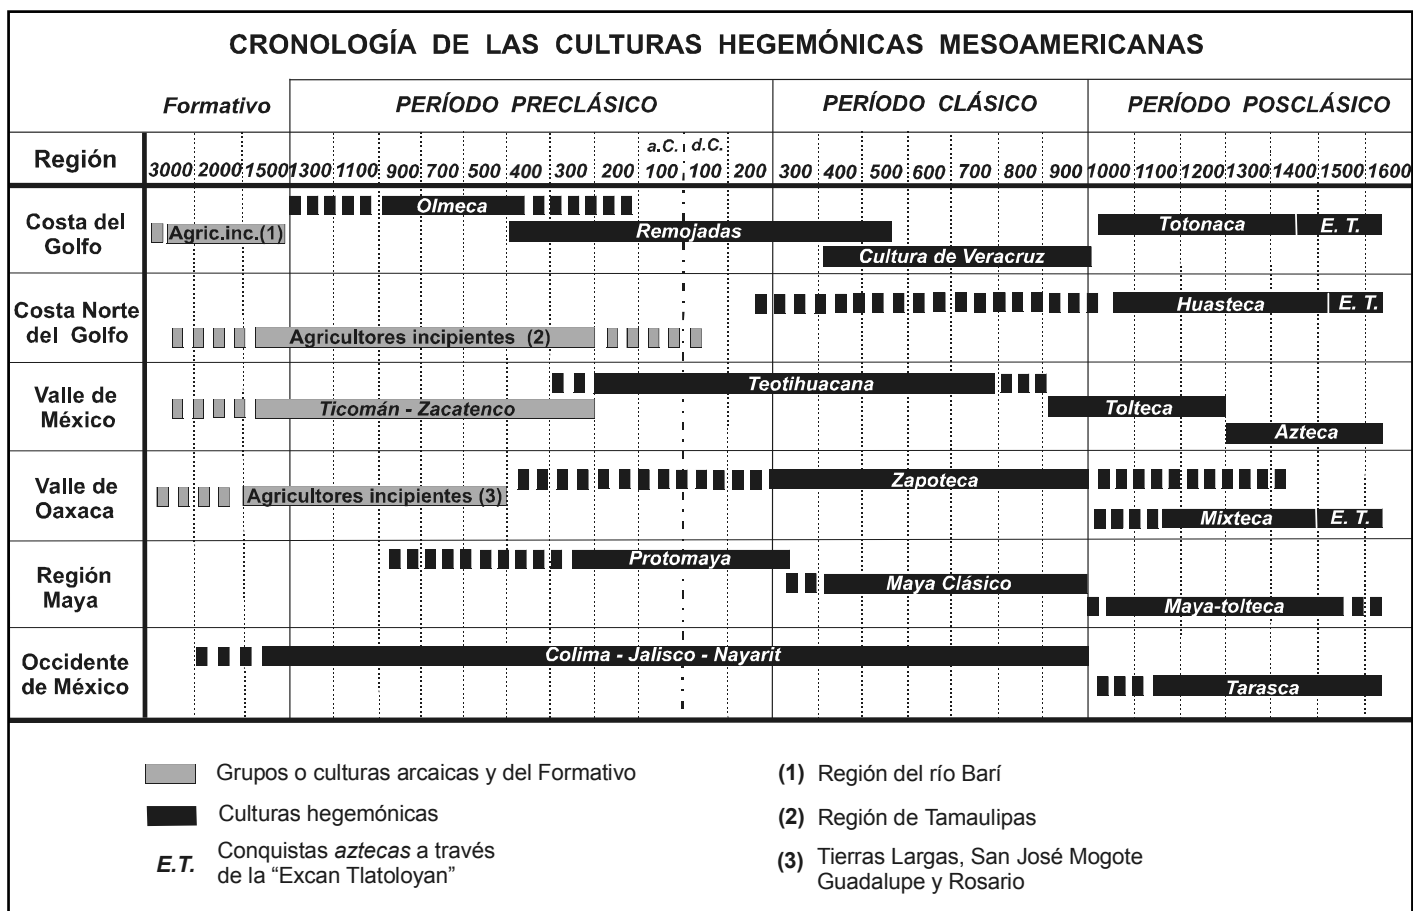 CRONOLOGÍA DE LAS CULTURAS HEGEMÓNICAS MESOAMERICANAS
Formativo PERÍODO PRECLÁSICO PERÍODO CLÁSICO PERÍODO POSCLÁSICO
Región
a.C. d.C.
3000 2000 1500 1300 1100 900 700 500 400 300 200 100 100 200 300 400 500 600 700 800 900 1000 1100 1200 1300 1400 1500 1600
Costa del
Golfo
Olmeca
Agric.inc.(1)
Remojadas
Totonaca E. T.
Cultura de Veracruz
Costa Norte
del Golfo
Huasteca E. T.
Agricultores incipientes (2)
Valle de
México
Teotihuacana
Ticomán - Zacatenco
Tolteca
Azteca
Valle de
Oaxaca
Zapoteca
Agricultores incipientes (3)
Mixteca E. T.
Región
Maya
Protomaya
Maya Clásico
Maya-tolteca
Occidente
de México
Colima - Jalisco - Nayarit
Tarasca
Grupos o culturas arcaicas y del Formativo
Culturas hegemónicas
E.T. Conquistas aztecas a través
de la “Excan Tlatoloyan”
(1) Región del río Barí
(2) Región de Tamaulipas
(3) Tierras Largas, San José Mogote
Guadalupe y Rosario